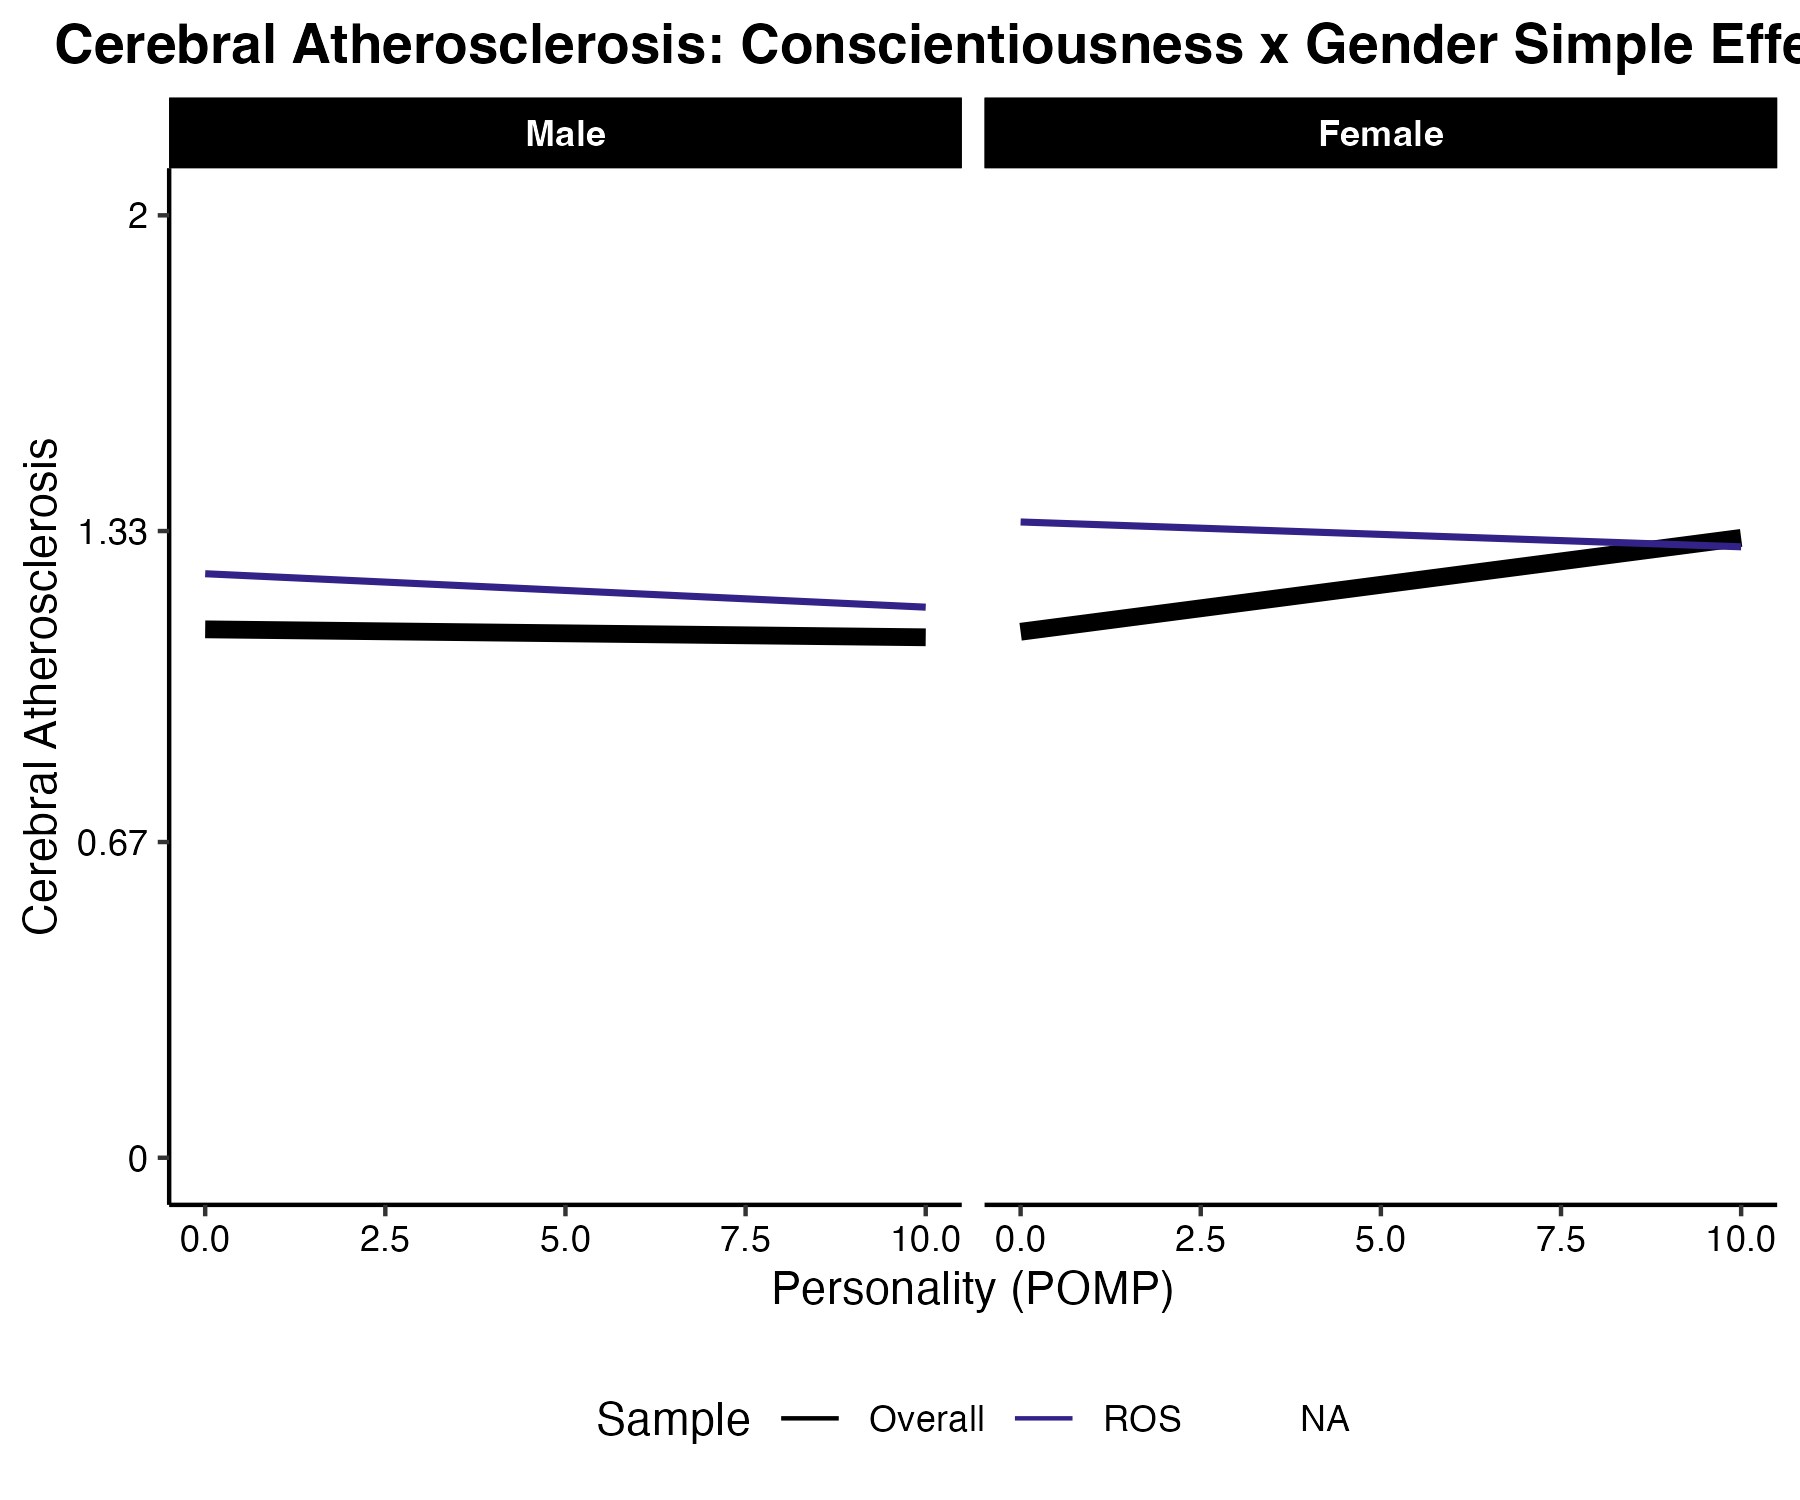 Cerebral Atherosclerosis: Conscientiousness x Gender Simple Effe
Male
Female
Cerebral Atherosclerosis
2
1.33
0.67
0
0.0 2.5 5.0 7.5 10.0
0.0 2.5 5.0 7.5 10.0
Personality (POMP)
Sample Overall ROS NA